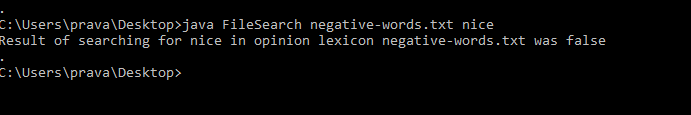 .
C:\Users\prava\Desktop>java FileSearch negative-words.txt nice
Result of searching for nice in opinion lexicon negative-words.txt was false
.
C:\Users\prava\Desktop>